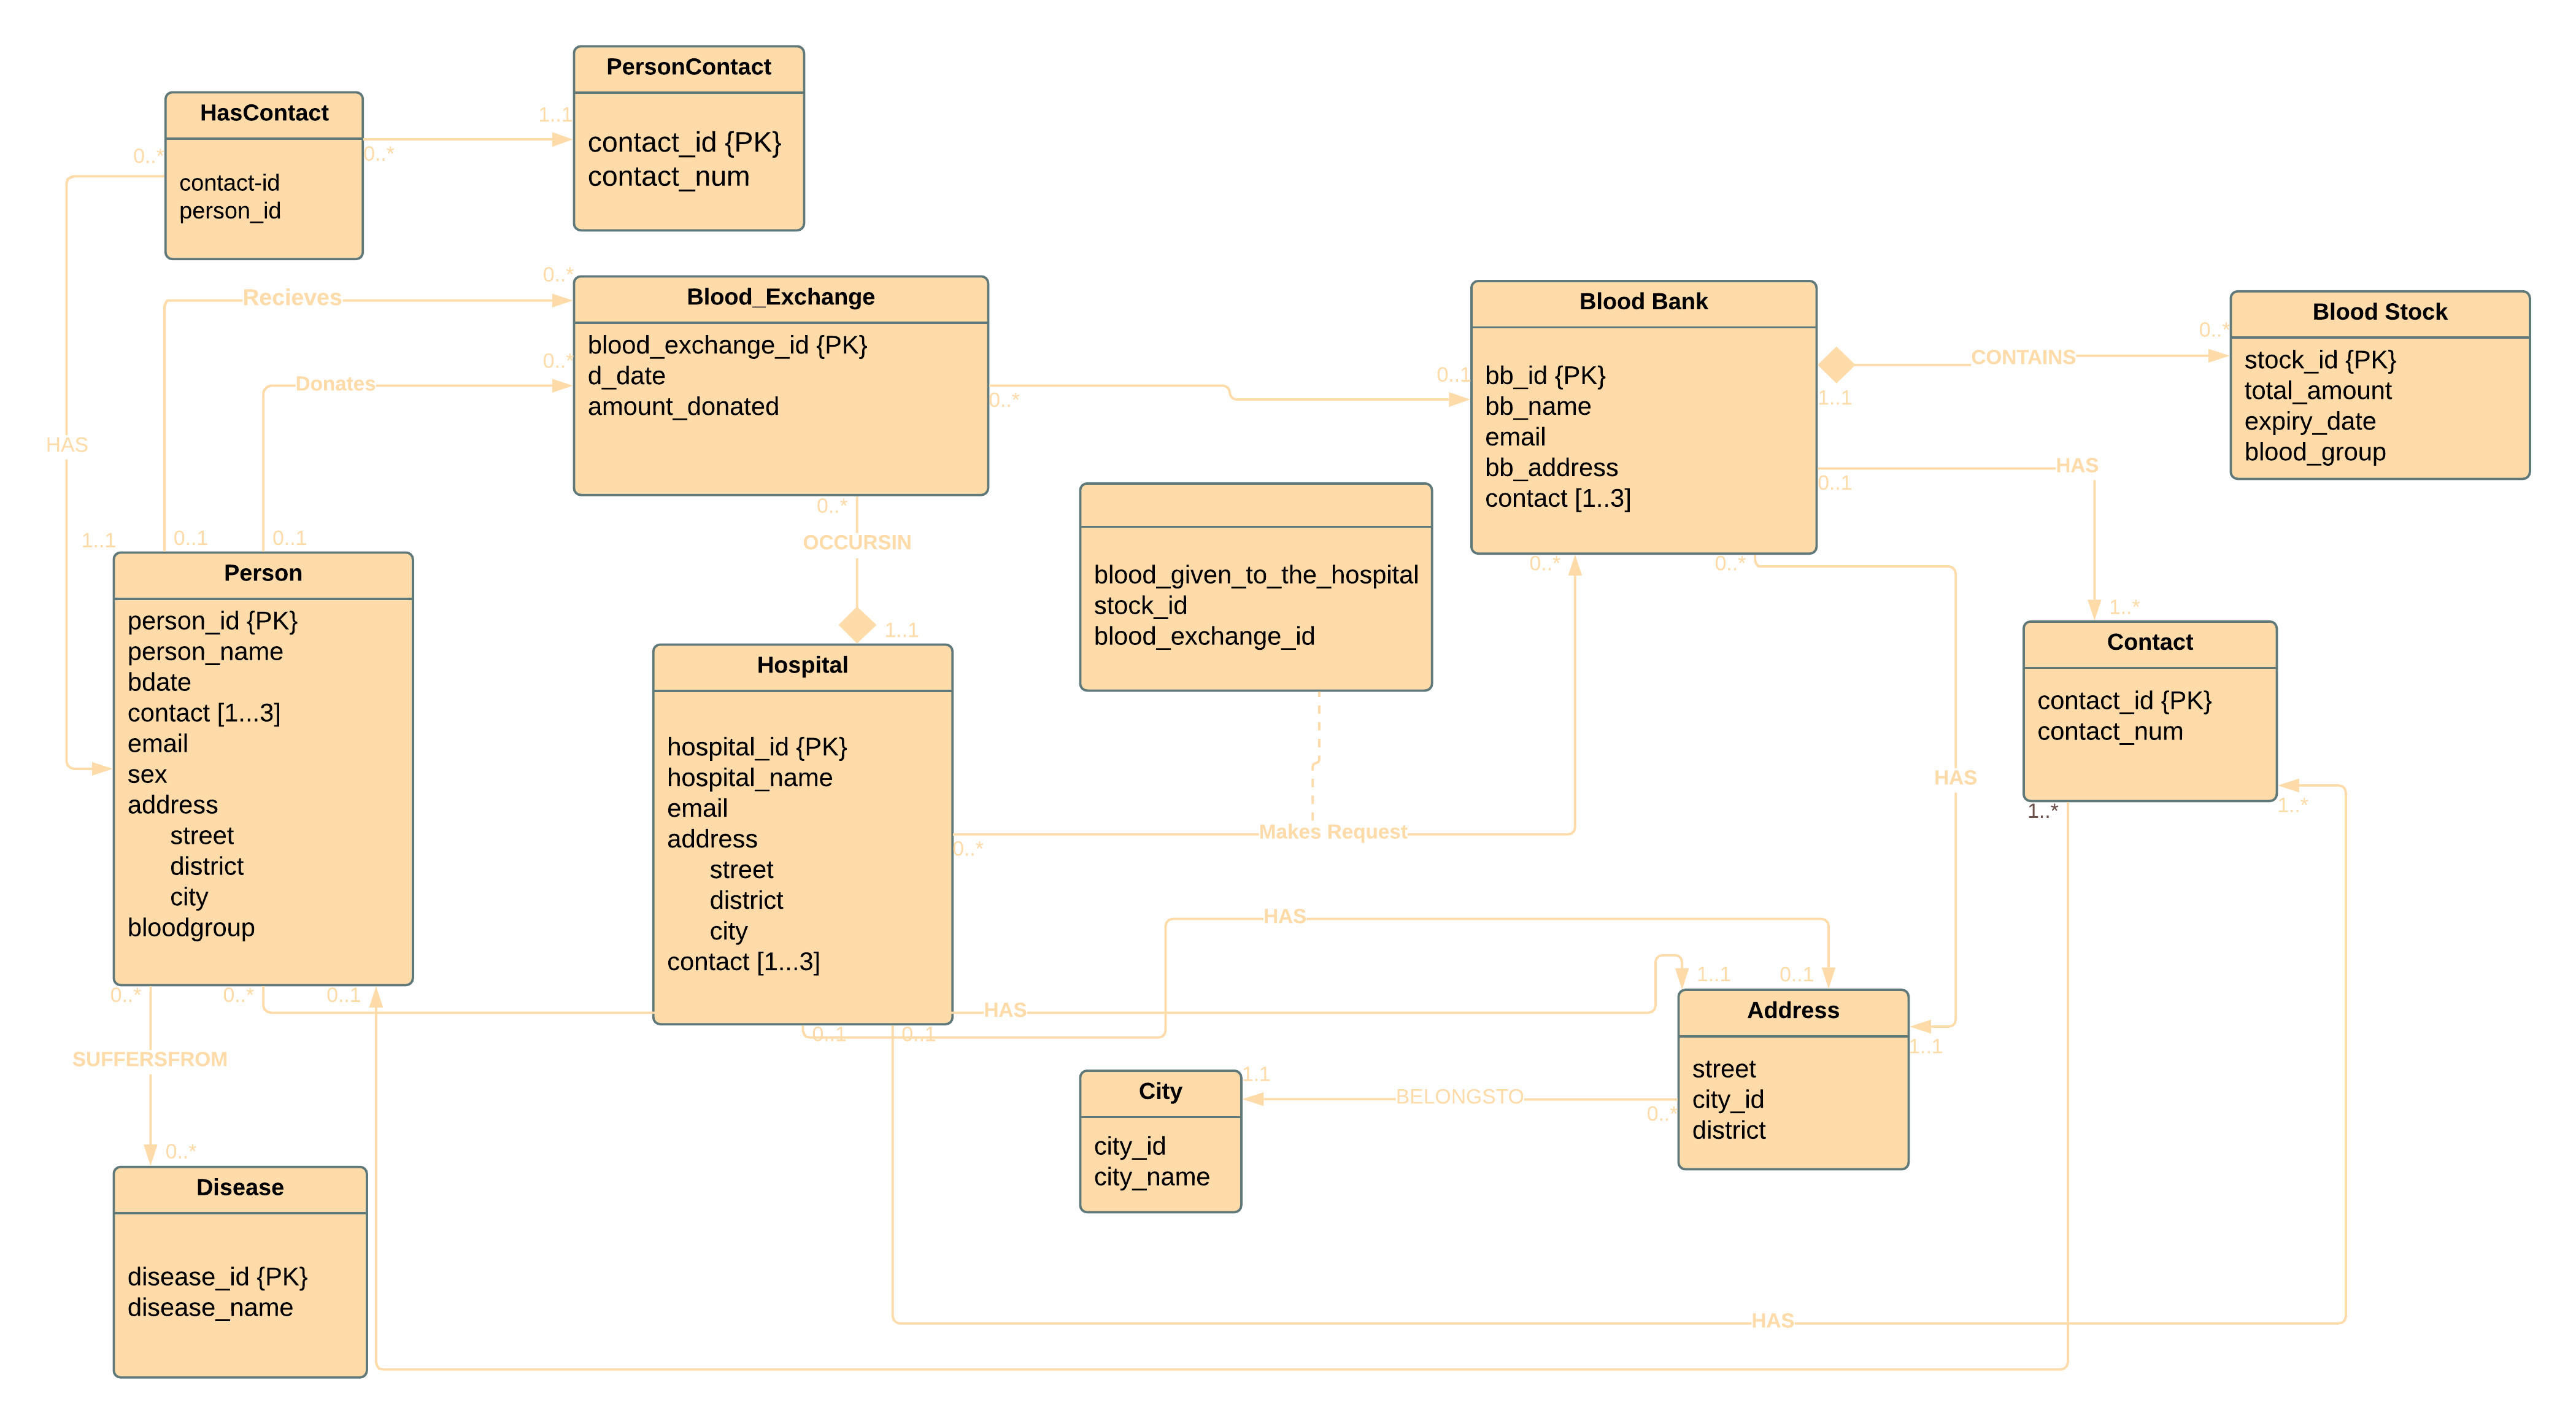 PersonContact
contact_id {PK}
contact_num
1..1
HasContact
contact-id
person_id
0..*
0..*
HAS
1..1
Recieves
0..*
0..1
Donates
0..*
0..1
Blood_Exchange
blood_exchange_id {PK}
d_date
amount_donated
0..*
0..1
0..*
OCCURSIN
1..1
Blood Bank
bb_id {PK}
bb_name
email
bb_address
contact [1..3]
1..1
CONTAINS
0..*
Blood Stock
stock_id {PK}
total_amount
expiry_date
blood_group
0..1
HAS
1..*
0..*
0..*
blood_given_to_the_hospital
stock_id
blood_exchange_id
Person
person_id {PK}
person_name
bdate
contact [1...3]
email
sex
address
street
district
city
bloodgroup
0..*
0..*
0..1
Hospital
hospital_id {PK}
hospital_name
email
address
street
district
city
contact [1...3]
0..*
Makes Request
0..1
0..1
Contact
contact_id {PK}
contact_num
1..*
1..*
HAS
HAS
HAS
1..1
0..1
1..1
Address
street
city_id
district
0..*
BELONGSTO
1.1
City
city_id
city_name
SUFFERSFROM
0..*
Disease
disease_id {PK}
disease_name
HAS